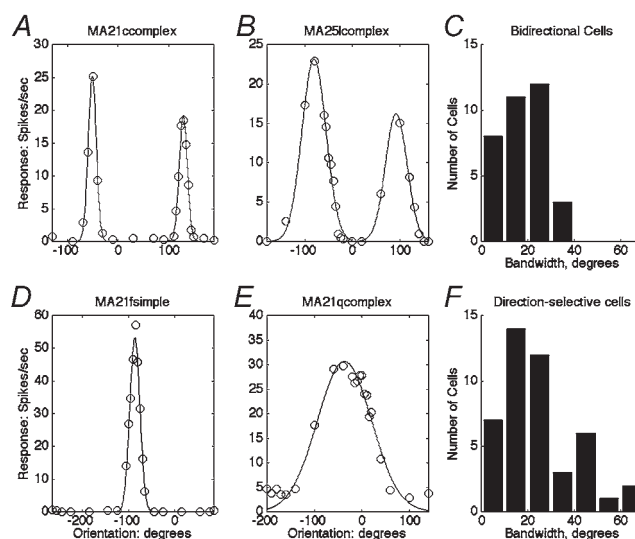 A MA21ccomplex
B MA25lcomplex
C Bidirectional Cells
Response: Spikes/sec
30
25
20
15
10
5
0
-100 0 100
25
20
15
10
5
0
-100 0 100
Number of Cells
15
10
5
0
0 20 40 60
Bandwidth, degrees
D MA21fsimple
E MA21qcomplex
F Direction-selective cells
Response: Spikes/sec
60
50
40
30
20
10
0
-100 0
Orientation: degrees
40
35
30
25
20
15
10
5
0
-200 -100 0 100
Orientation: degrees
Number of Cells
15
10
5
0
0 20 40 60
Bandwidth, degrees